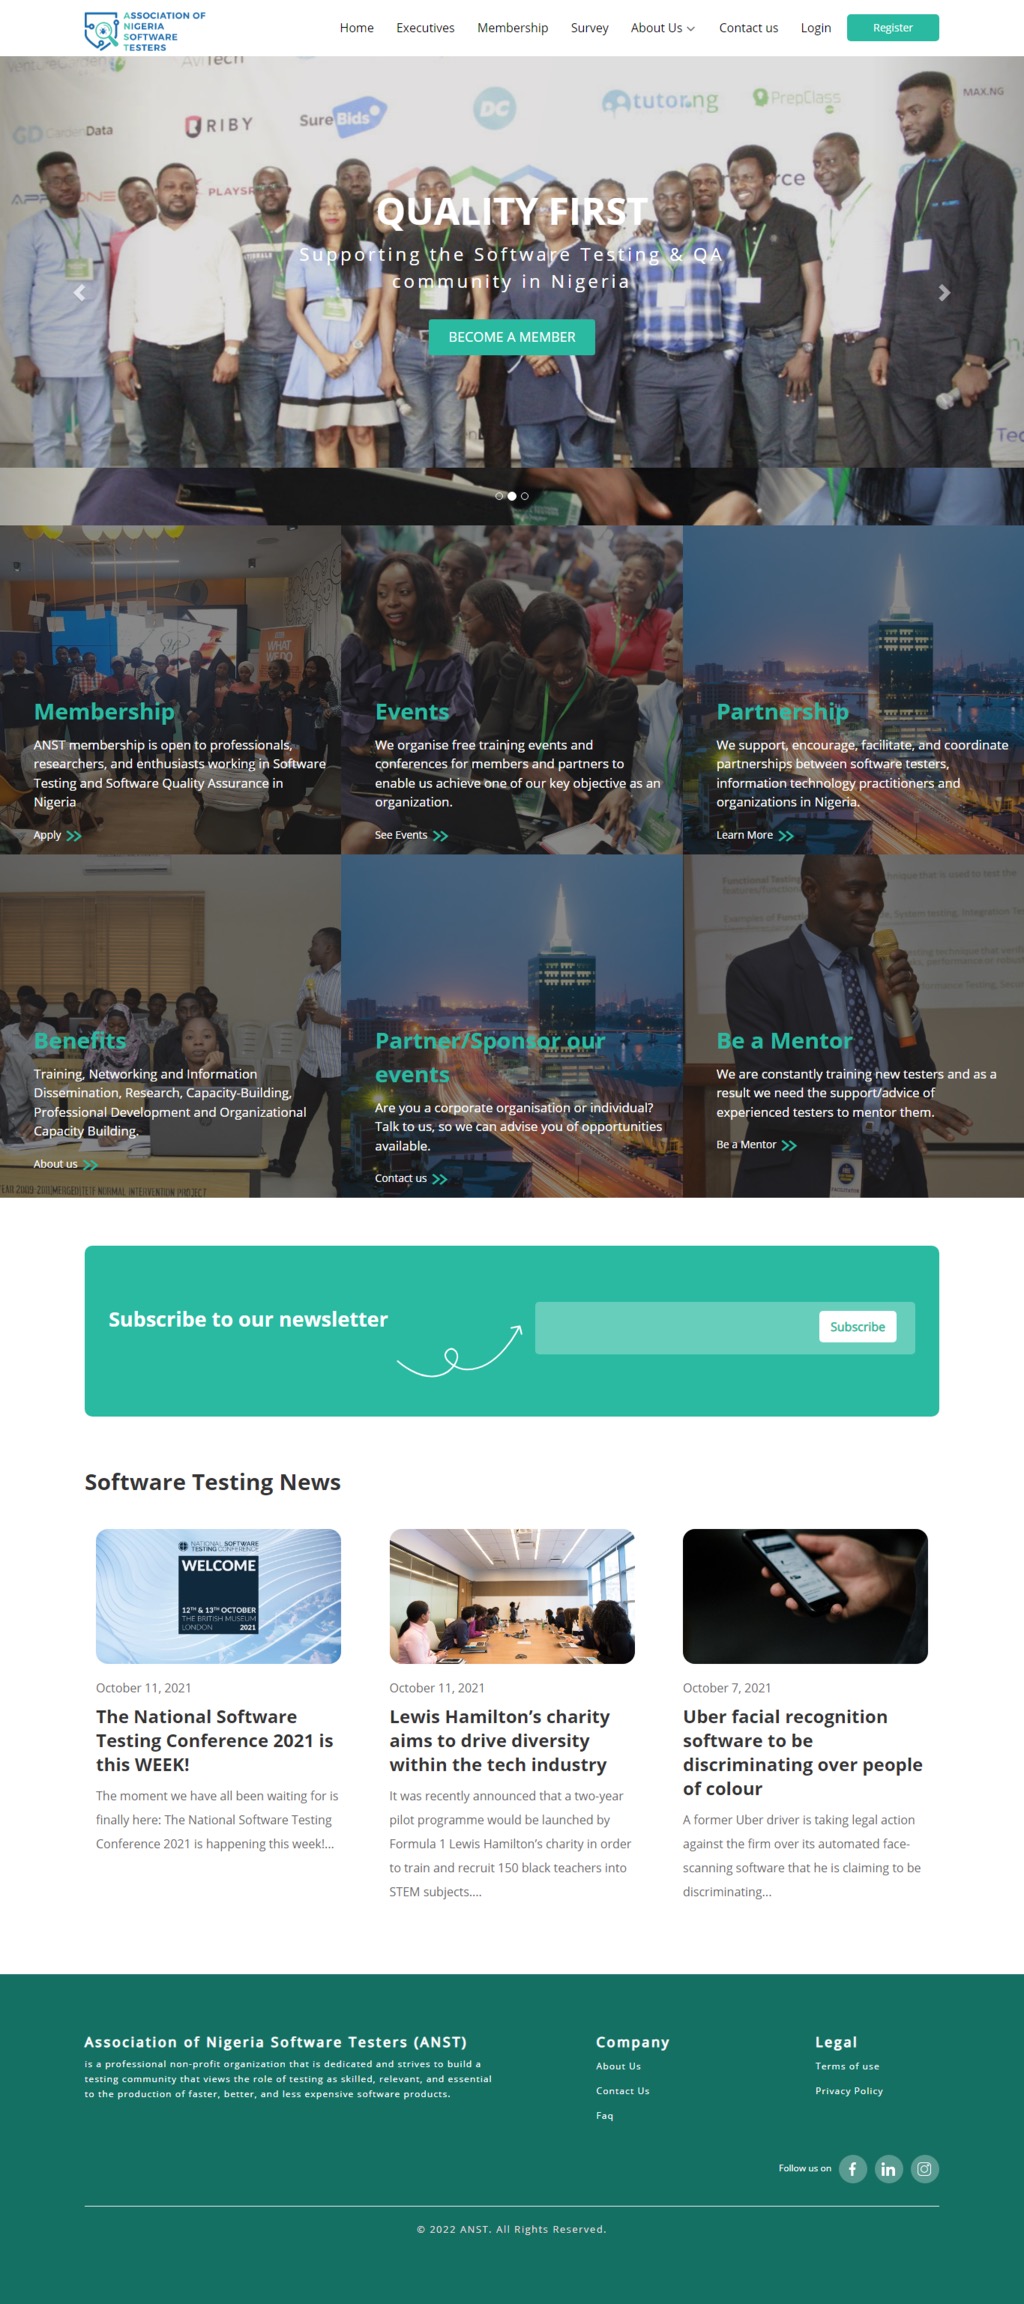 ASSOCIATION OF
NIGERIA
SOFTWARE
TESTERS
Home Executives Membership Survey About Us Contact us Login Register
AviTech
GD GardenData
RIBY
SureBids
DC
tutor.ng
PrepClass
MAX.NG
QUALITY FIRST
Supporting the Software Testing & QA
community in Nigeria
BECOME A MEMBER
WHAT
WE DO
Membership
ANST membership is open to professionals,
researchers, and enthusiasts working in Software
Testing and Software Quality Assurance in
Nigeria
Apply
Events
We organise free training events and
conferences for members and partners to
enable us achieve one of our key objective as an
organization.
See Events
Partnership
We support, encourage, facilitate, and coordinate
partnerships between software testers,
information technology practitioners and
organizations in Nigeria.
Learn More
Benefits
Training, Networking and Information
Dissemination, Research, Capacity-Building,
Professional Development and Organizational
Capacity Building.
About us
Partner/Sponsor our
events
Are you a corporate organisation or individual?
Talk to us, so we can advise you of opportunities
available.
Contact us
Functional Testing
Be a Mentor
We are constantly training new testers and as a
result we need the support/advice of
experienced testers to mentor them.
Be a Mentor
Subscribe to our newsletter
Subscribe
Software Testing News
NATIONAL SOFTWARE
TESTING CONFERENCE
WELCOME
12TH & 13TH OCTOBER
THE BRITISH MUSEUM
LONDON 2021
October 11, 2021
The National Software
Testing Conference 2021 is
this WEEK!
The moment we have all been waiting for is
finally here: The National Software Testing
Conference 2021 is happening this week!...
October 11, 2021
Lewis Hamilton’s charity
aims to drive diversity
within the tech industry
It was recently announced that a two-year
pilot programme would be launched by
Formula 1 Lewis Hamilton’s charity in order
to train and recruit 150 black teachers into
STEM subjects....
October 7, 2021
Uber facial recognition
software to be
discriminating over people
of colour
A former Uber driver is taking legal action
against the firm over its automated face-
scanning software that he is claiming to be
discriminating...
Association of Nigeria Software Testers (ANST)
is a professional non-profit organization that is dedicated and strives to build a
testing community that views the role of testing as skilled, relevant, and essential
to the production of faster, better, and less expensive software products.
Company
About Us
Contact Us
Faq
Legal
Terms of use
Privacy Policy
Follow us on
© 2022 ANST. All Rights Reserved.